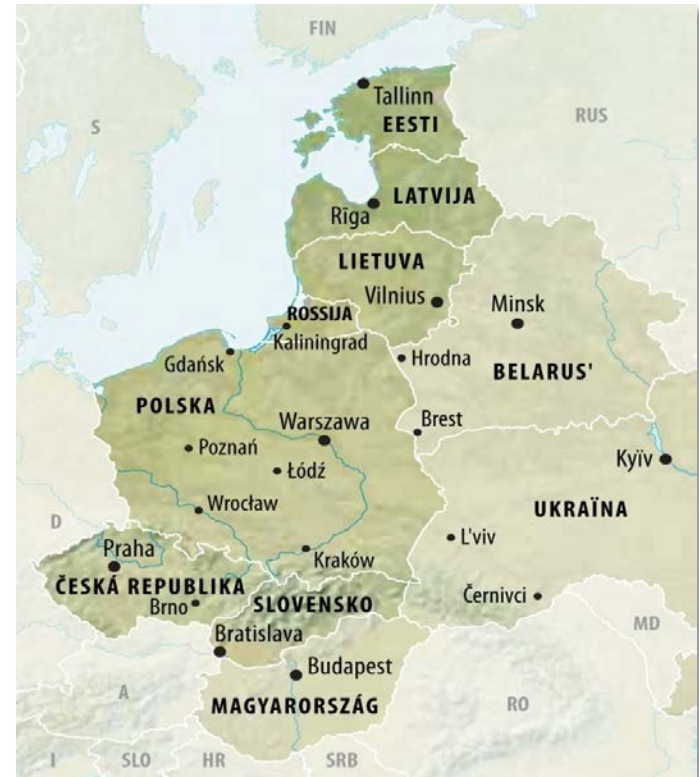 FIN
S
RUS
Tallinn
EESTI
LATVIJA
Rīga
LIETUVA
Vilnius
Minsk
ROSSIJA
Kaliningrad
Gdańsk
Hrodna
BELARUS'
POLSKA
Warszawa
Brest
Poznań
Kyïv
Łódź
Wrocław
UKRAÏNA
D
L'viv
Praha
Kraków
ČESKÁ REPUBLIKA
Brno
SLOVENSKO
Černivci
MD
Bratislava
Budapest
A
MAGYARORSZÁG
RO
I
SLO
HR
SRB